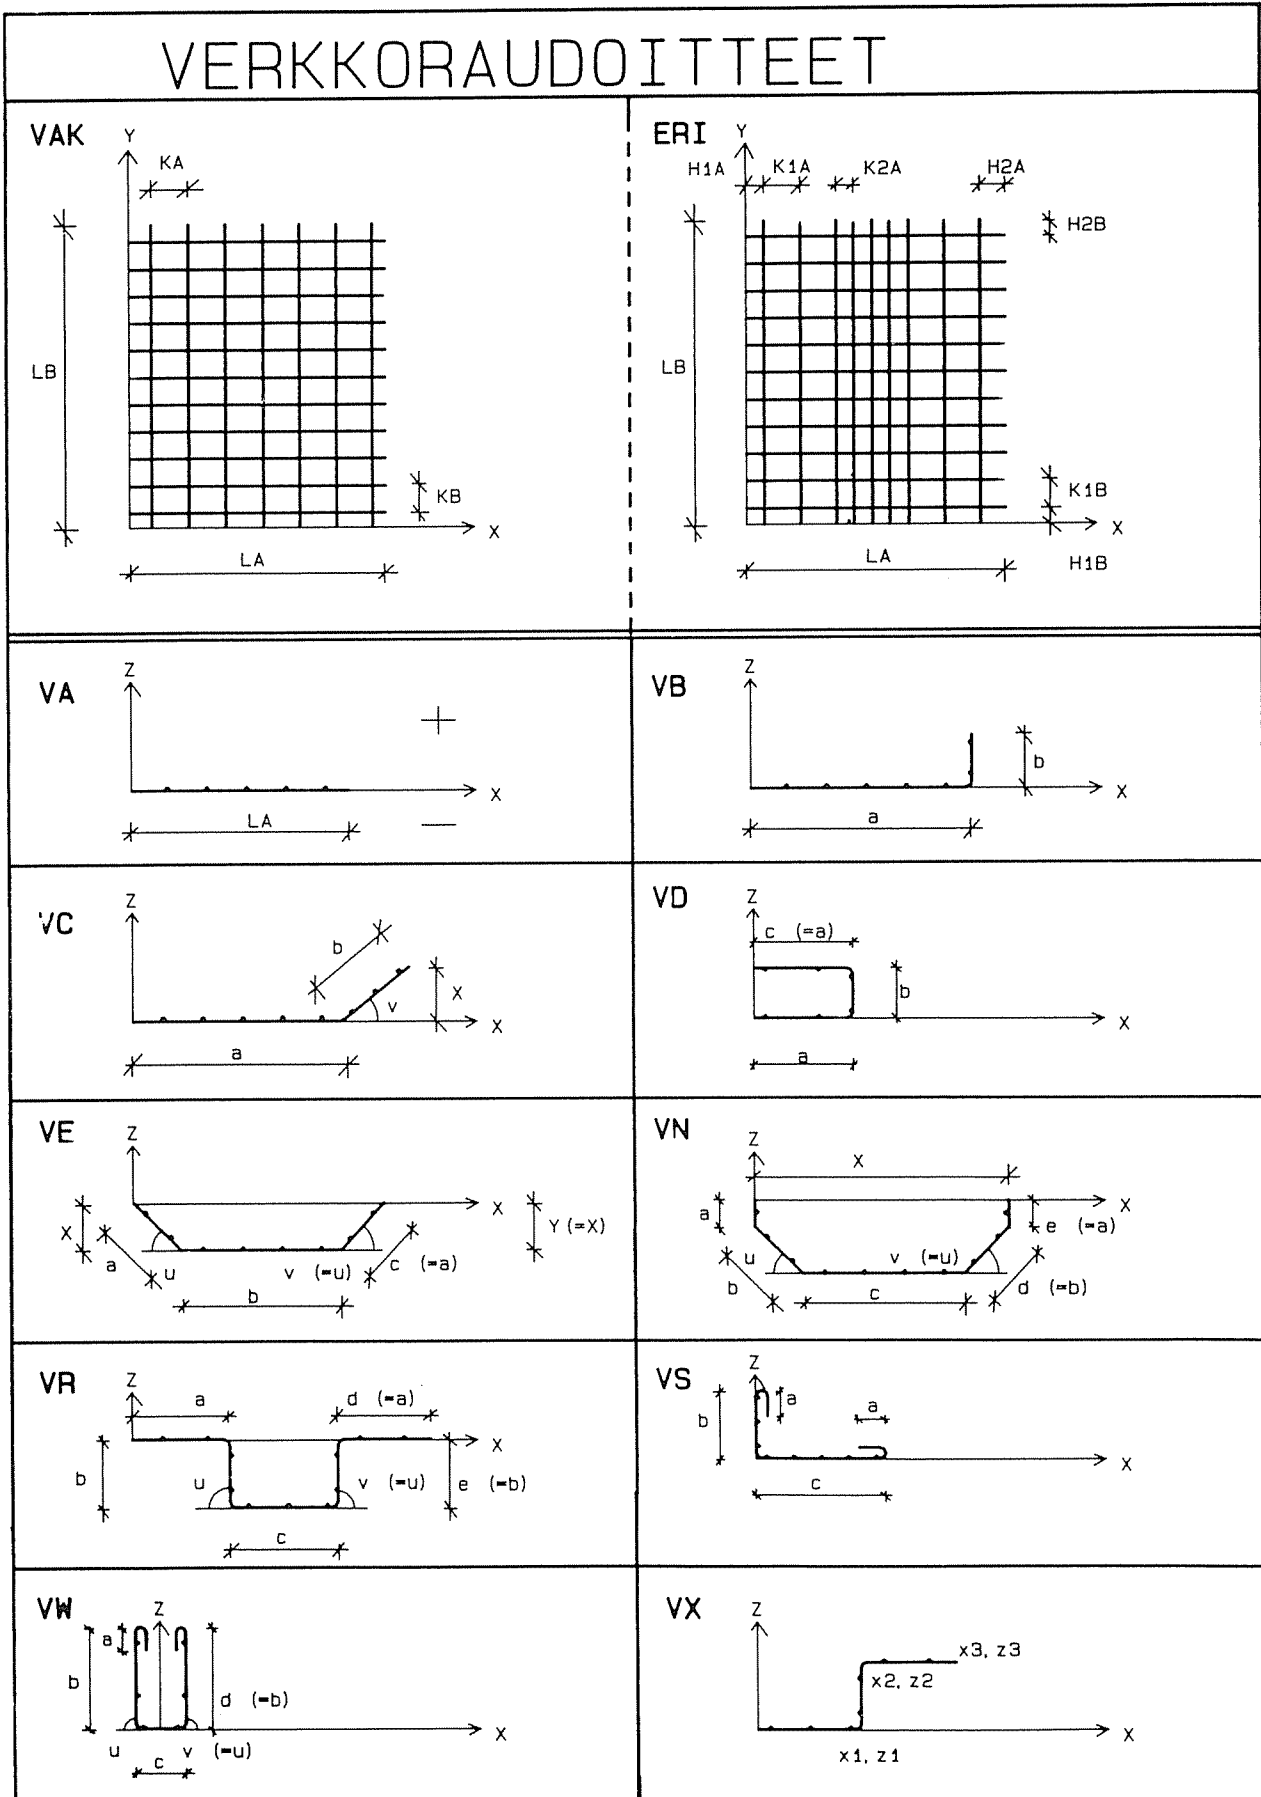 VERKKORAUDOITTEET
VAK
Y
KA
LB
KB
X
LA
ERI
Y
H1A
K1A
K2A
H2A
H2B
LB
K1B
X
LA
H1B
VA
Z
X
LA
VB
Z
b
X
a
VC
Z
b
X
v
X
a
VD
Z
c (=a)
b
X
a
VE
Z
X
X
Y (=X)
a
u
v (=u)
c (=a)
b
VN
Z
X
X
a
e (=a)
u
v (=u)
b
d (=b)
c
VR
Z
a
d (=a)
X
b
u
v (=u)
e (=b)
c
VS
Z
a
b
a
X
c
VW
Z
a
b
d (=b)
X
u
v (=u)
c
VX
Z
x3, z3
x2, z2
X
x1, z1